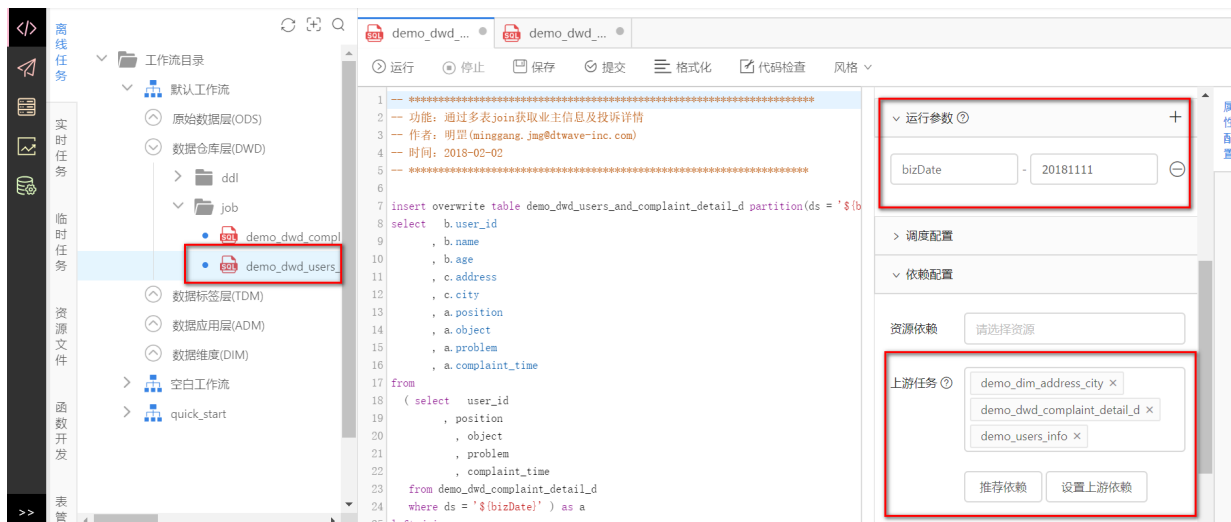 离线任务
实时任务
临时任务
资源文件
函数开发
表管
>>
工作流目录
默认工作流
原始数据层(ODS)
数据仓库层(DWD)
ddl
job
demo_dwd_compl
demo_dwd_users_
数据标签层(TDM)
数据应用层(ADM)
数据维度(DIM)
空白工作流
quick_start
demo_dwd_... demo_dwd_...
运行 停止 保存 提交 格式化 代码检查 风格
1 -- *********************************************************************
2 -- 功能：通过多表join获取业主信息及投诉详情
3 -- 作者：明罡(minggang.jmg@dtwave-inc.com)
4 -- 时间：2018-02-02
5 -- ********************************************************************
6
7 insert overwrite table demo_dwd_users_and_complaint_detail_d partition(ds = '${b
8 select b.user_id
9 , b.name
10 , b.age
11 , c.address
12 , c.city
13 , a.position
14 , a.object
15 , a.problem
16 , a.complaint_time
17 from
18 ( select user_id
19 , position
20 , object
21 , problem
22 , complaint_time
23 from demo_dwd_complaint_detail_d
24 where ds = '${bizDate}' ) as a
运行参数
bizDate - 20181111
调度配置
依赖配置
资源依赖 请选择资源
上游任务 demo_dim_address_city ×
demo_dwd_complaint_detail_d ×
demo_users_info ×
推荐依赖 设置上游依赖
属性配置